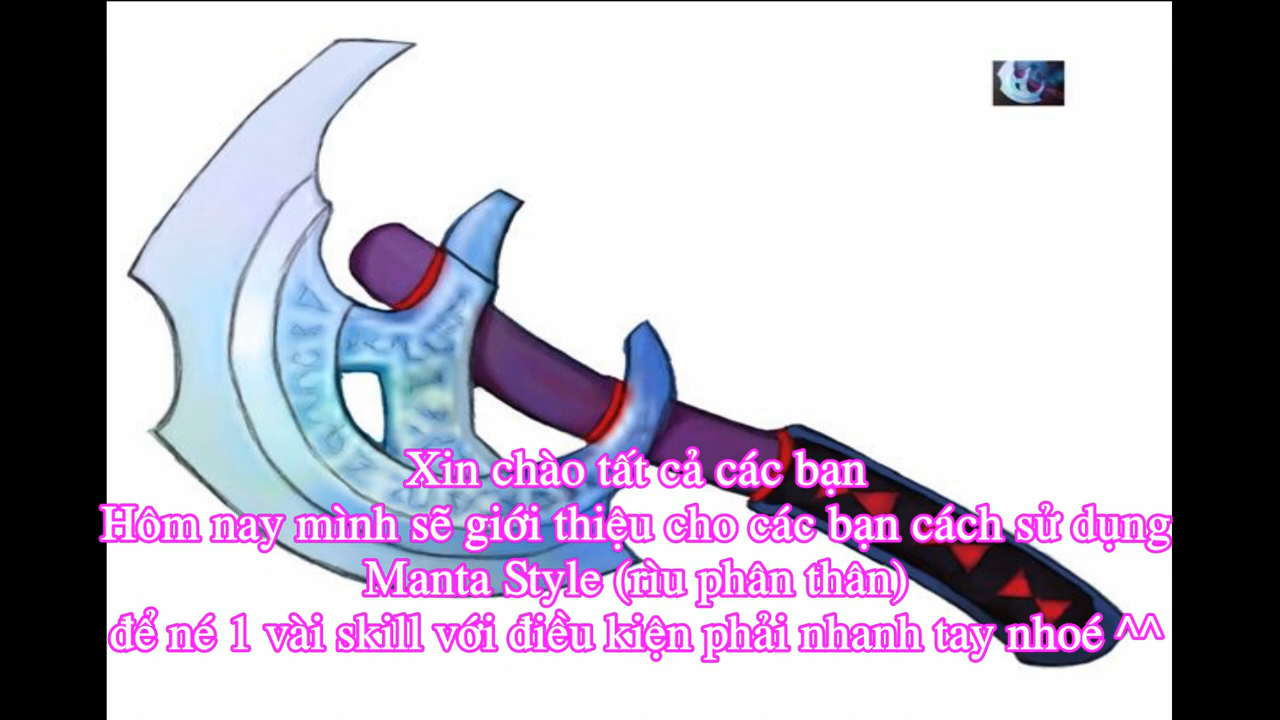 Xin chào tất cả các bạn
Hôm nay mình sẽ giới thiệu cho các bạn cách sử dụng
Manta Style (rìu phân thân)
để né 1 vài skill với điều kiện phải nhanh tay nhoé ^^